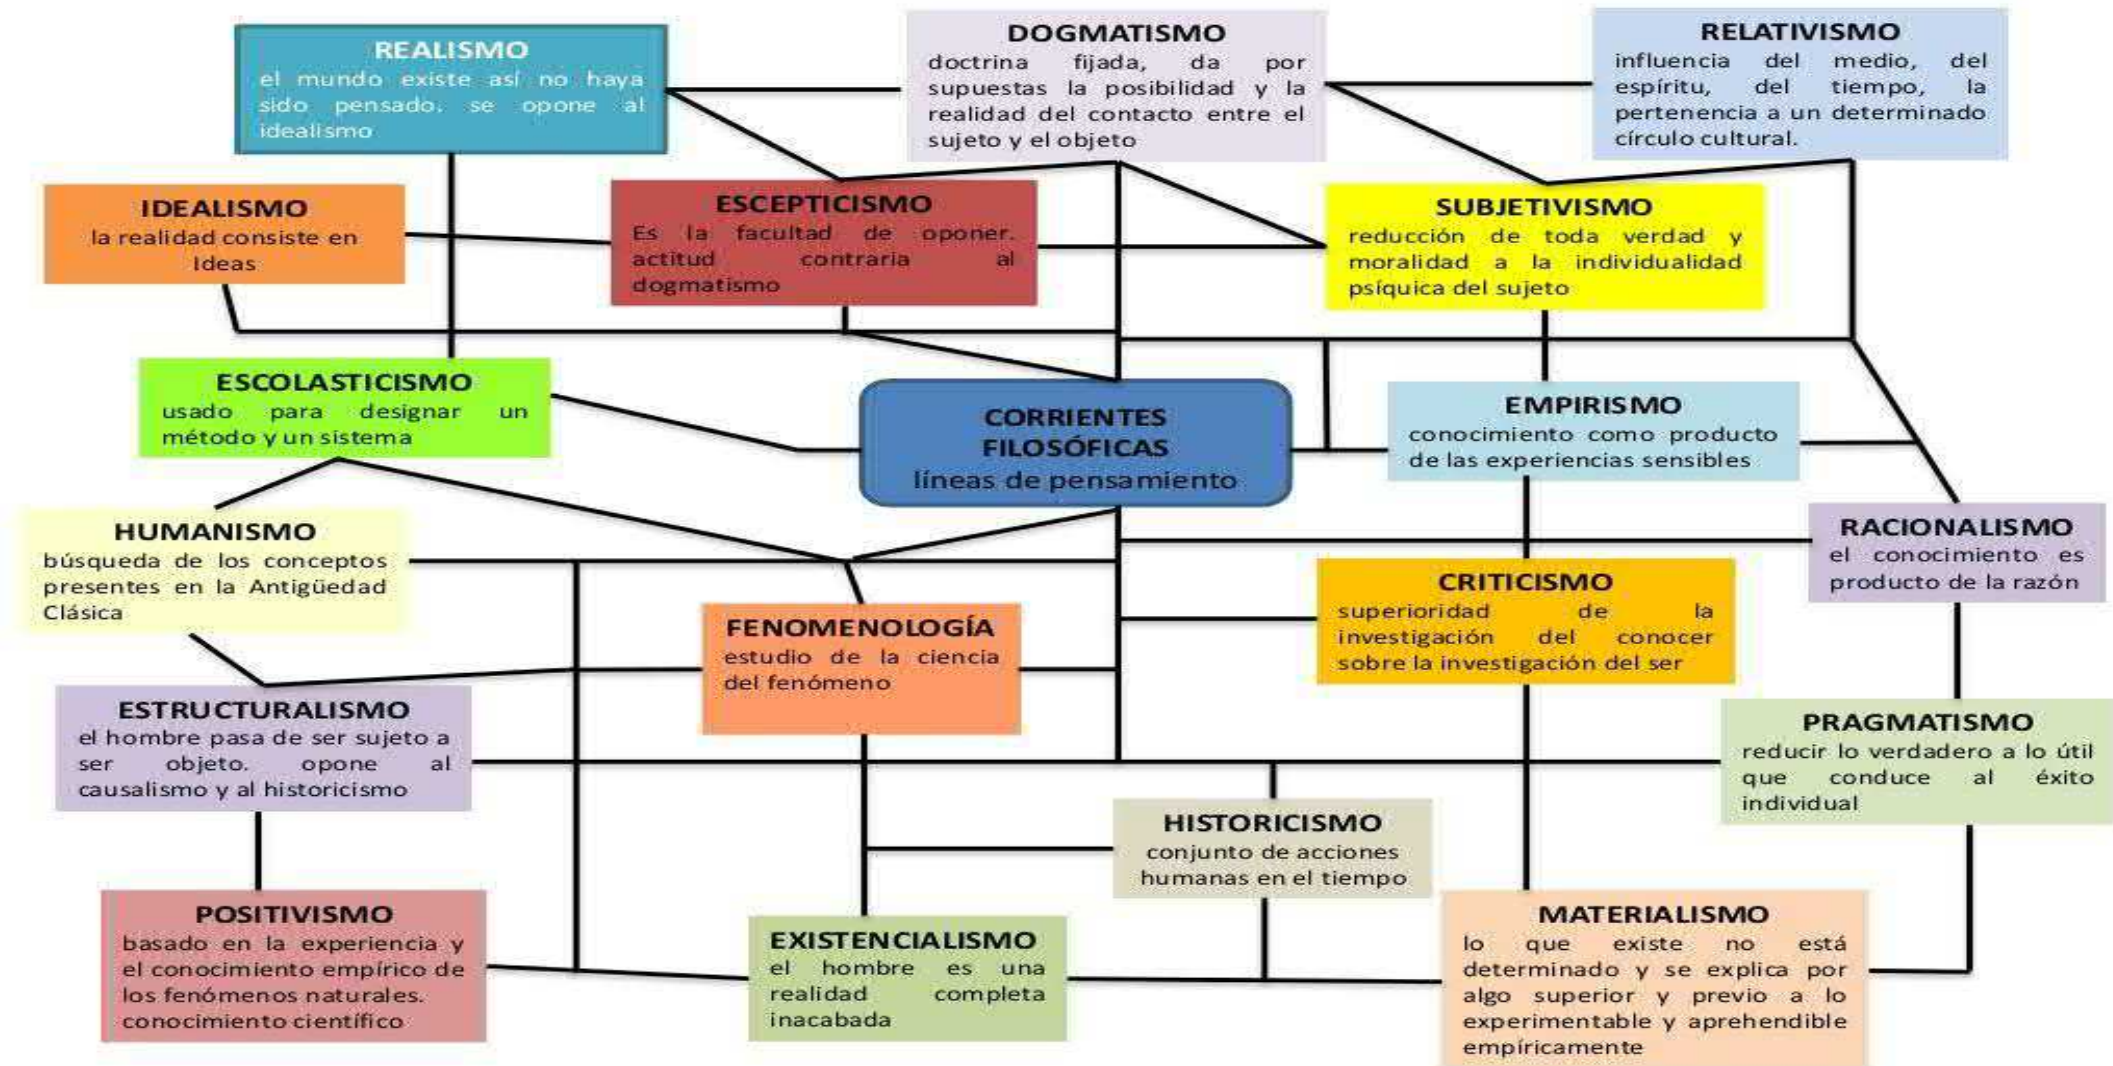 REALISMO
el mundo existe así no haya
sido pensado. se opone al
idealismo
DOGMATISMO
doctrina fijada, da por
supuestas la posibilidad y la
realidad del contacto entre el
sujeto y el objeto
RELATIVISMO
influencia del medio, del
espíritu, del tiempo, la
pertenencia a un determinado
círculo cultural.
IDEALISMO
la realidad consiste en
Ideas
ESCEPTICISMO
Es la facultad de oponer.
actitud contraria al
dogmatismo
SUBJETIVISMO
reducción de toda verdad y
moralidad a la individualidad
psíquica del sujeto
ESCOLASTICISMO
usado para designar un
método y un sistema
CORRIENTES
FILOSÓFICAS
líneas de pensamiento
EMPIRISMO
conocimiento como producto
de las experiencias sensibles
HUMANISMO
búsqueda de los conceptos
presentes en la Antigüedad
Clásica
RACIONALISMO
el conocimiento es
producto de la razón
FENOMENOLOGÍA
estudio de la ciencia
del fenómeno
CRITICISMO
superioridad de la
investigación del conocer
sobre la investigación del ser
ESTRUCTURALISMO
el hombre pasa de ser sujeto a
ser objeto. opone al
causalismo y al historicismo
PRAGMATISMO
reducir lo verdadero a lo útil
que conduce al éxito
individual
HISTORICISMO
conjunto de acciones
humanas en el tiempo
POSITIVISMO
basado en la experiencia y
el conocimiento empírico de
los fenómenos naturales.
conocimiento científico
EXISTENCIALISMO
el hombre es una
realidad completa
inacabada
MATERIALISMO
lo que existe no está
determinado y se explica por
algo superior y previo a lo
experimentable y aprehendible
empíricamente